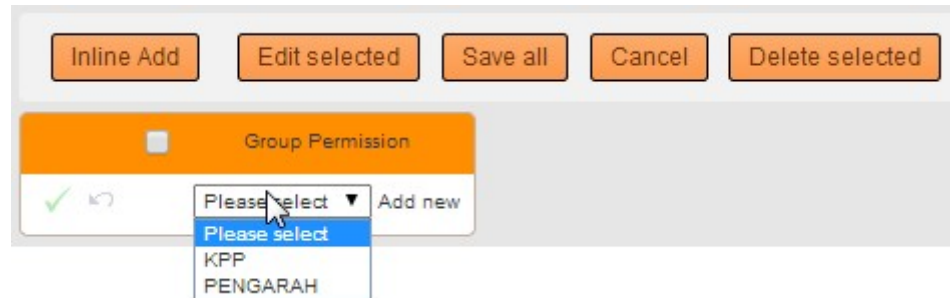 Inline Add Edit selected Save all Cancel Delete selected
Group Permission
Please select Add new
Please select
KPP
PENGARAH